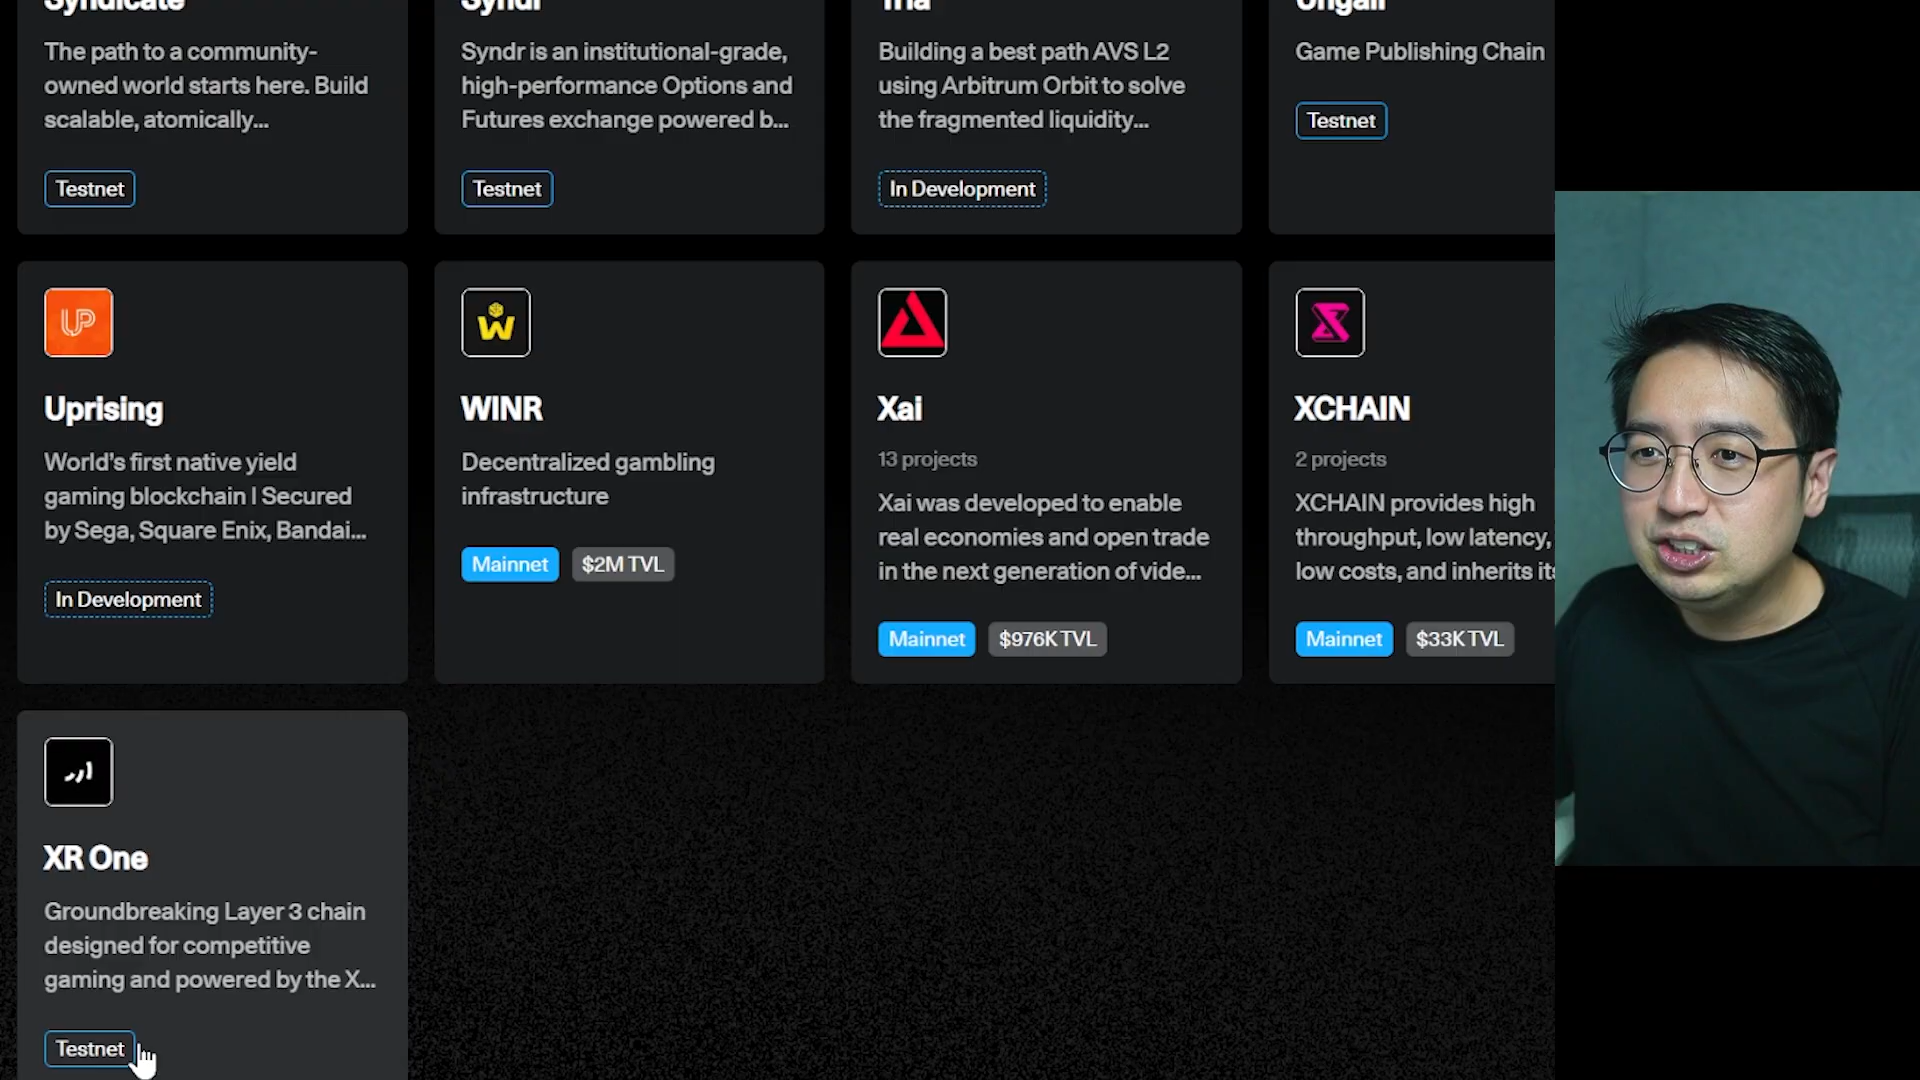 Syndicate
The path to a community-
owned world starts here. Build
scalable, atomically...
Testnet
Syndr
Syndr is an institutional-grade,
high-performance Options and
Futures exchange powered b...
Testnet
Tria
Building a best path AVS L2
using Arbitrum Orbit to solve
the fragmented liquidity...
In Development
Game Publishing Chain
Testnet
UP
Uprising
World's first native yield
gaming blockchain | Secured
by Sega, Square Enix, Bandai...
In Development
W
WINR
Decentralized gambling
infrastructure
Mainnet
$2M TVL
Xai
13 projects
Xai was developed to enable
real economies and open trade
in the next generation of vide...
Mainnet
$976K TVL
XCHAIN
2 projects
XCHAIN provides high
throughput, low latency,
low costs, and inherits its
Mainnet
$33K TVL
XR One
Groundbreaking Layer 3 chain
designed for competitive
gaming and powered by the X...
Testnet